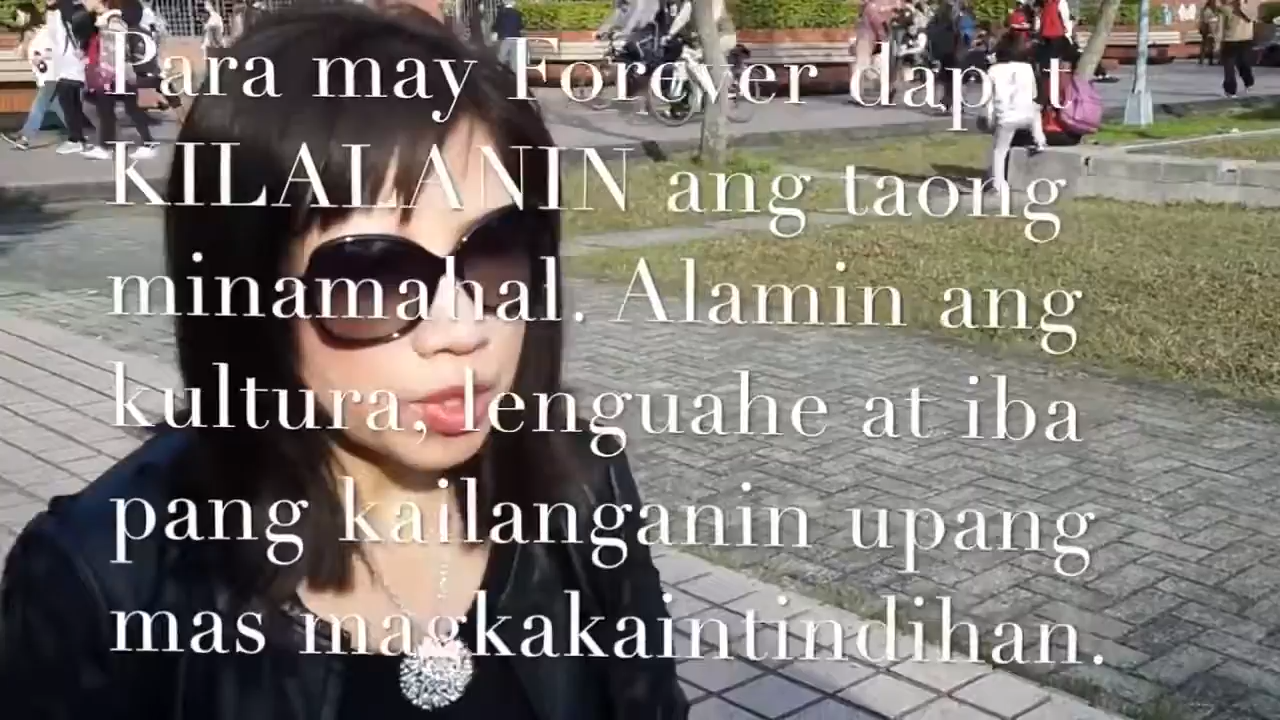 Para may Forever dapat
KILALANIN ang taong
minamahal. Alamin ang
kultura, lenguahe at iba
pang kailanganin upang
mas magkakaintindihan.